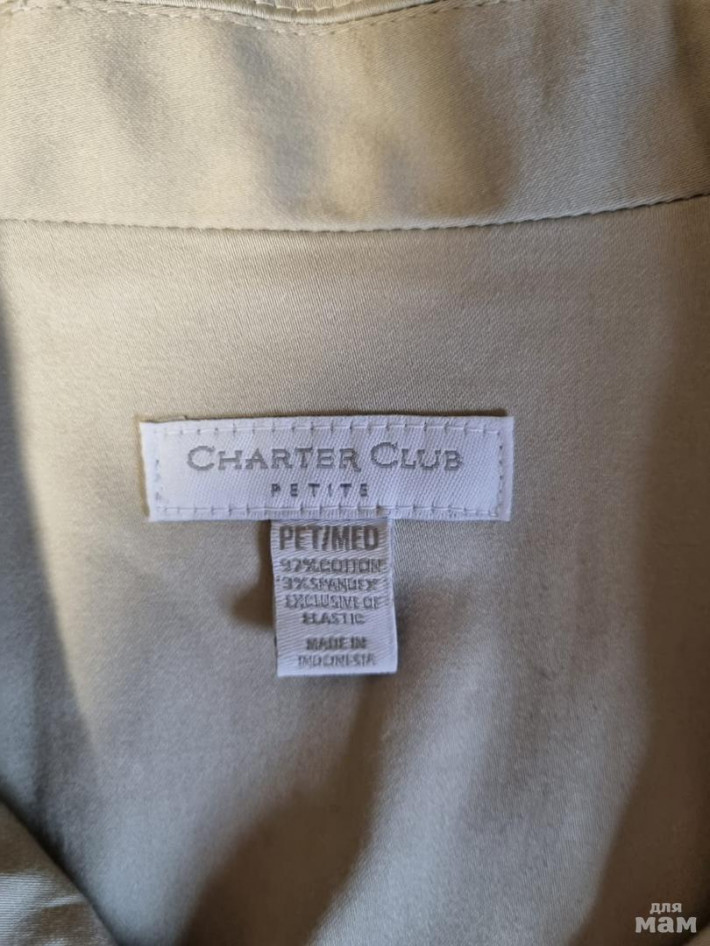 CHARTER CLUB
PETITE
PET/MED
97% COTTON
3% SPANDEX
EXCLUSIVE OF
ELASTIC
MADE IN
INDONESIA
для
мам